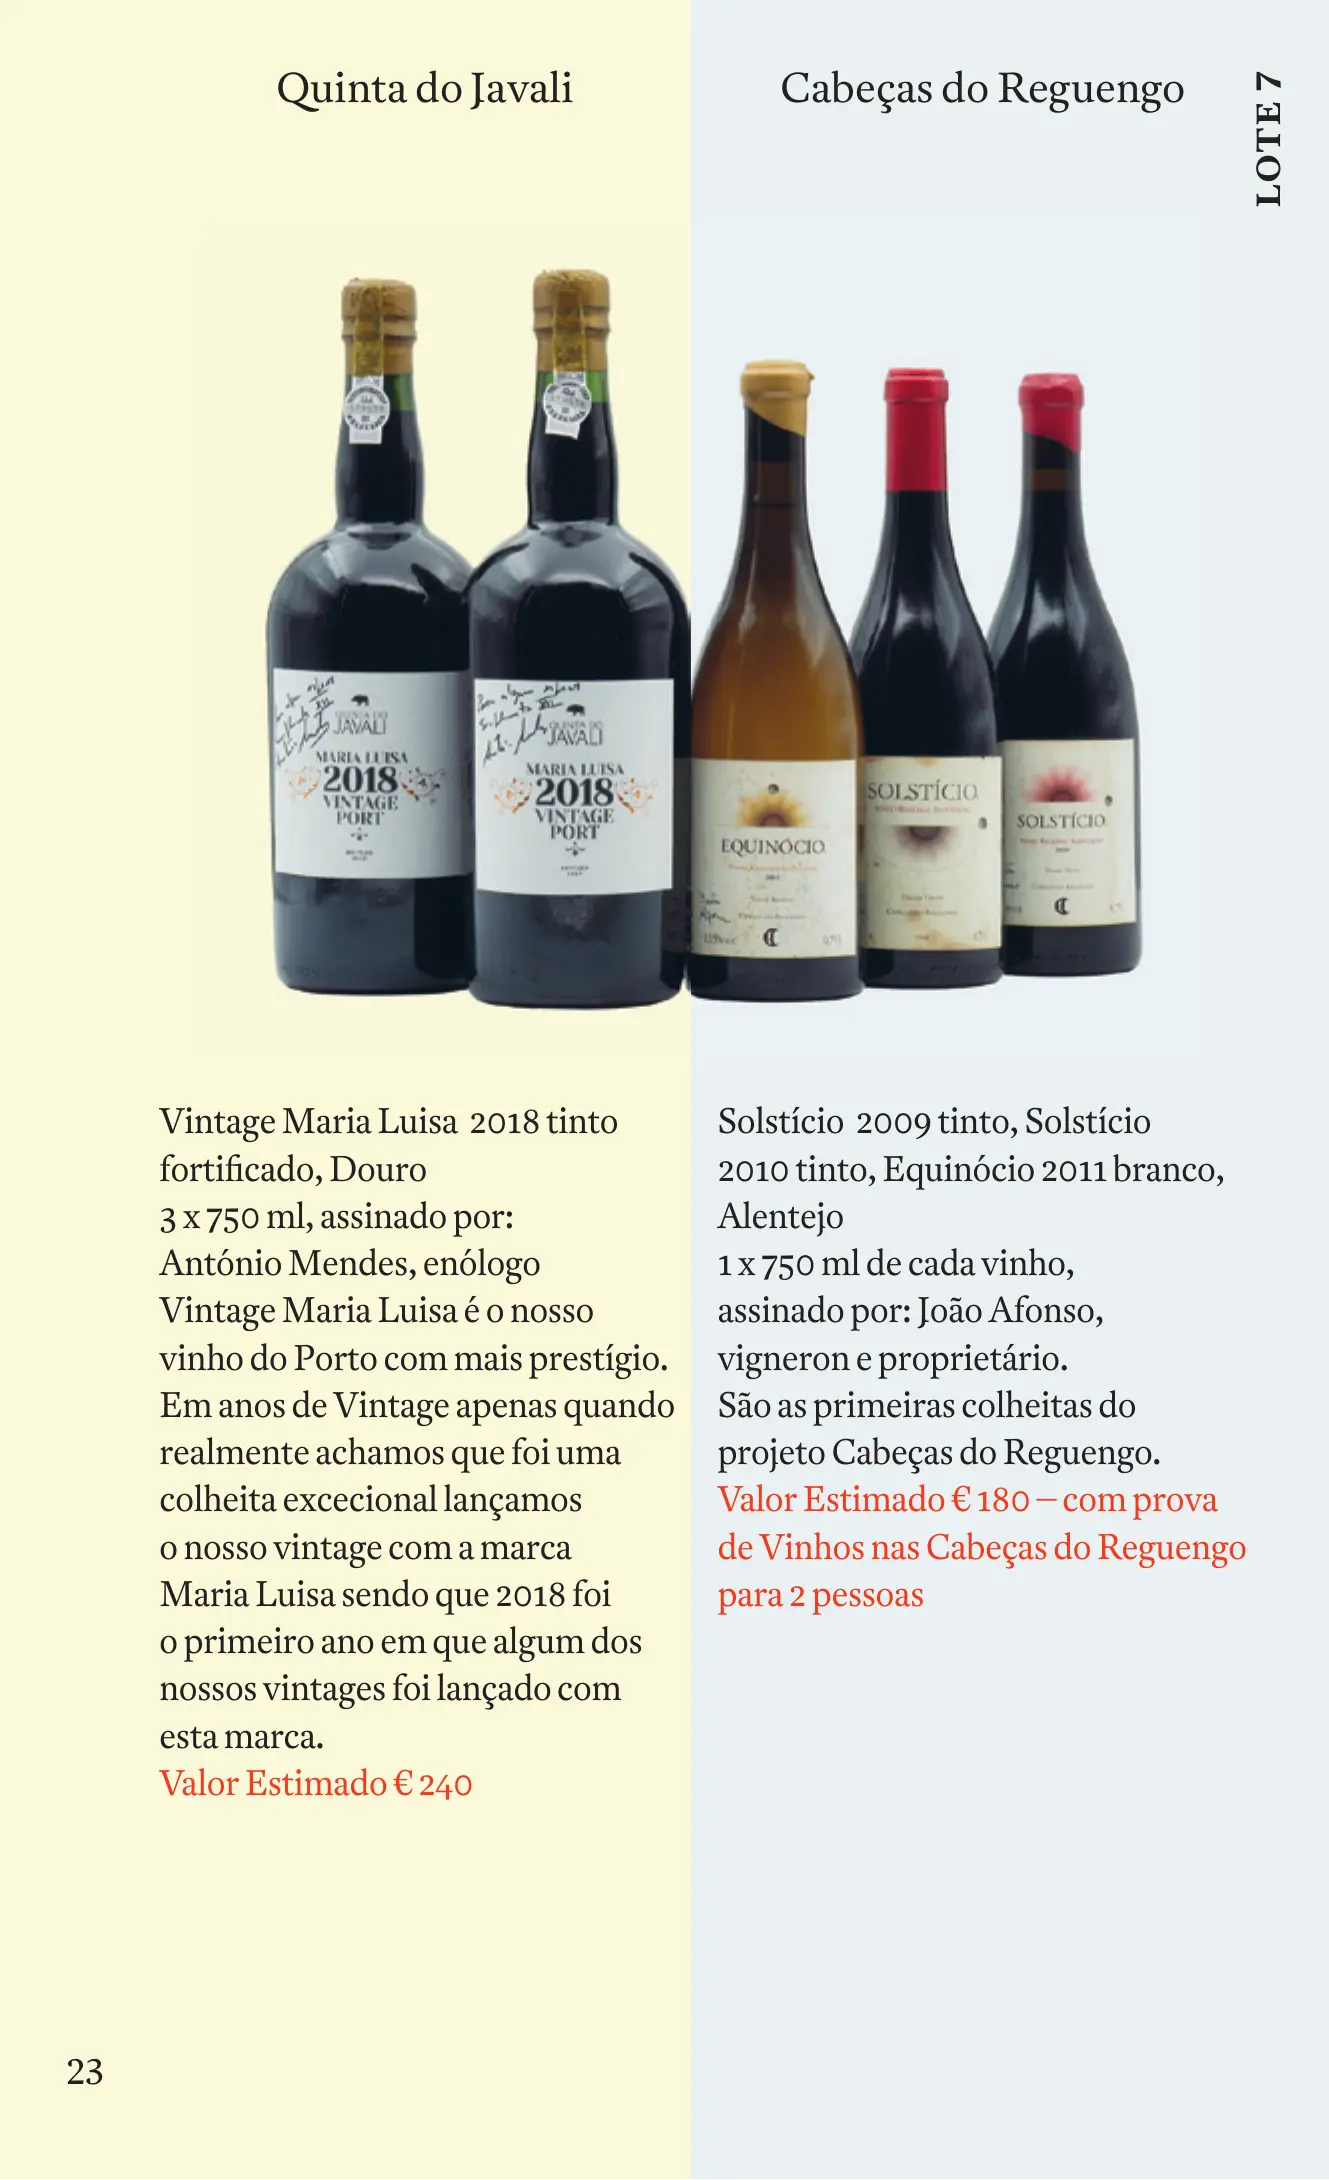 Quinta do Javali
Cabeças do Reguengo
LOTE 7
QUINTA DO
JAVALI
MARIA LUISA
2018
VINTAGE
PORT
QUINTA DO
JAVALI
MARIA LUISA
2018
VINTAGE
PORT
EQUINÓCIO
SOLSTÍCIO
SOLSTÍCIO
Vintage Maria Luisa 2018 tinto
fortificado, Douro
3 x 750 ml, assinado por:
António Mendes, enólogo
Vintage Maria Luisa é o nosso
vinho do Porto com mais prestígio.
Em anos de Vintage apenas quando
realmente achamos que foi uma
colheita excecional lançamos
o nosso vintage com a marca
Maria Luisa sendo que 2018 foi
o primeiro ano em que algum dos
nossos vintages foi lançado com
esta marca.
Valor Estimado € 240
Solstício 2009 tinto, Solstício
2010 tinto, Equinócio 2011 branco,
Alentejo
1 x 750 ml de cada vinho,
assinado por: João Afonso,
vigneron e proprietário.
São as primeiras colheitas do
projeto Cabeças do Reguengo.
Valor Estimado € 180 – com prova
de Vinhos nas Cabeças do Reguengo
para 2 pessoas
23